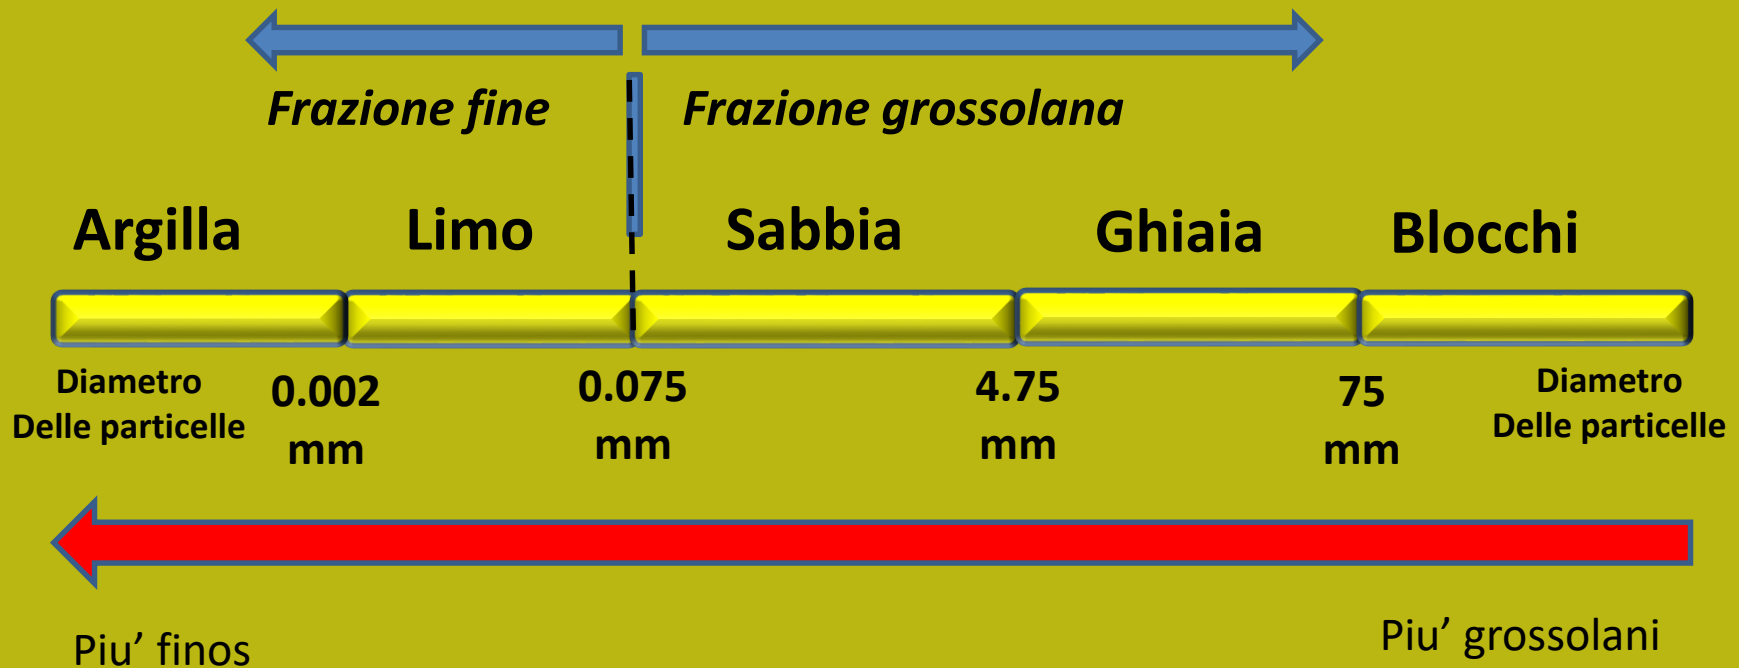 Frazione fine
Frazione grossolana
Argilla
Limo
Sabbia
Ghiaia
Blocchi
Diametro
Delle particelle
0.002
mm
0.075
mm
4.75
mm
75
mm
Diametro
Delle particelle
Piu’ finos
Piu’ grossolani